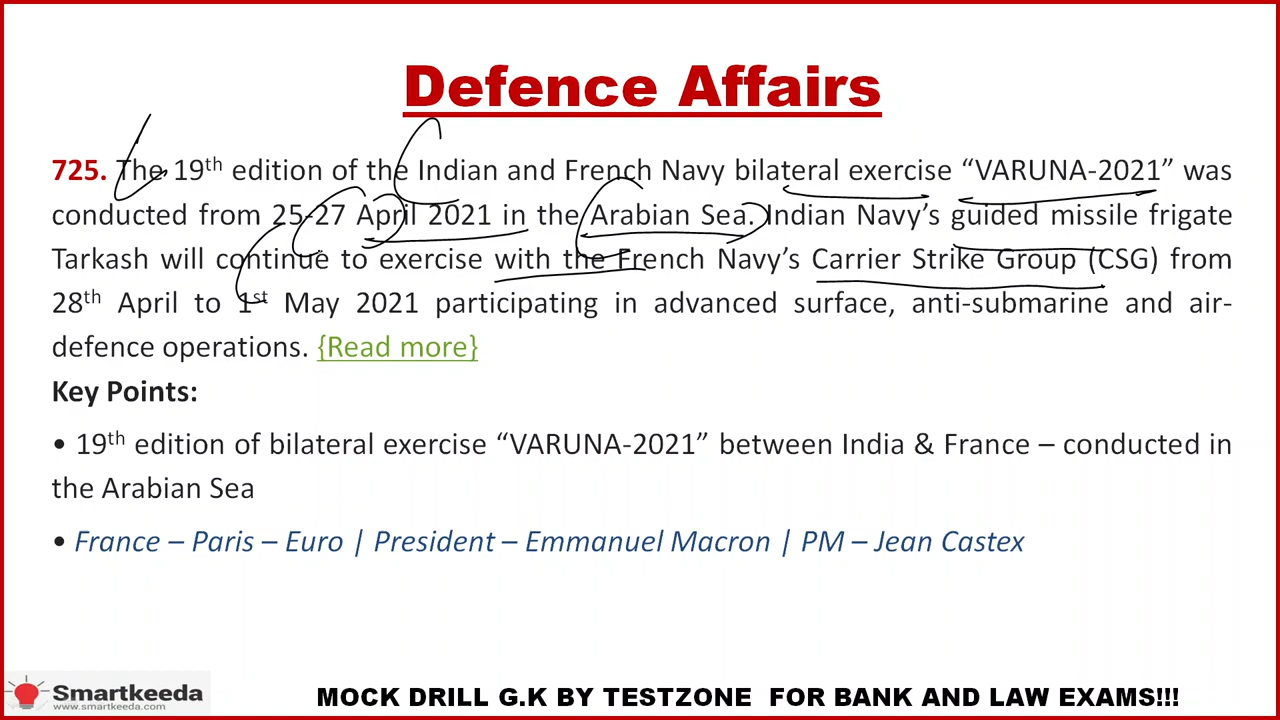 Defence Affairs
725. The 19th edition of the Indian and French Navy bilateral exercise “VARUNA-2021” was
conducted from 25-27 April 2021 in the Arabian Sea. Indian Navy’s guided missile frigate
Tarkash will continue to exercise with the French Navy’s Carrier Strike Group (CSG) from
28th April to 1st May 2021 participating in advanced surface, anti-submarine and air-
defence operations. {Read more}
Key Points:
• 19th edition of bilateral exercise “VARUNA-2021” between India & France – conducted in
the Arabian Sea
• France – Paris – Euro | President – Emmanuel Macron | PM – Jean Castex
Smartkeeda
www.smartkeeda.com
MOCK DRILL G.K BY TESTZONE FOR BANK AND LAW EXAMS!!!